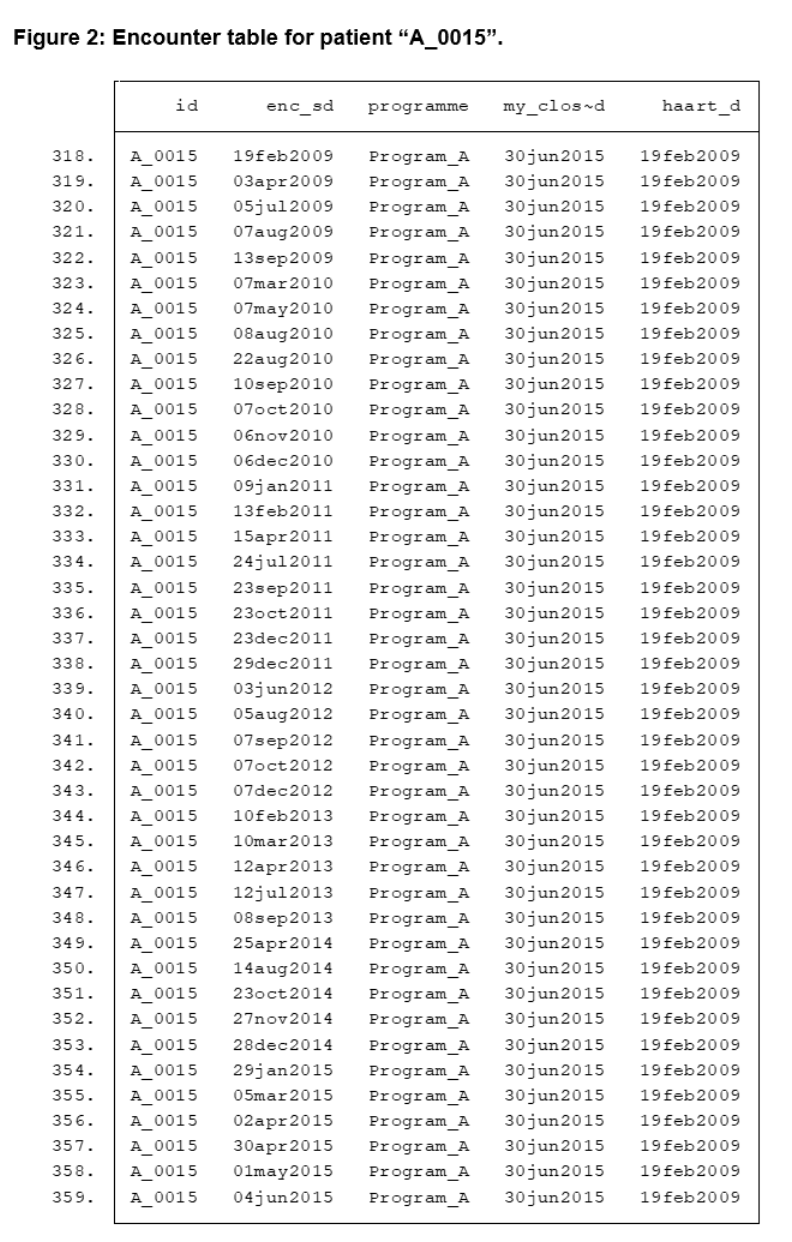 Figure 2: Encounter table for patient “A_0015”.
id enc_sd programme my_clos~d haart_d
318. A_0015 19feb2009 Program_A 30jun2015 19feb2009
319. A_0015 03apr2009 Program_A 30jun2015 19feb2009
320. A_0015 05jul2009 Program_A 30jun2015 19feb2009
321. A_0015 07aug2009 Program_A 30jun2015 19feb2009
322. A_0015 13sep2009 Program_A 30jun2015 19feb2009
323. A_0015 07mar2010 Program_A 30jun2015 19feb2009
324. A_0015 07may2010 Program_A 30jun2015 19feb2009
325. A_0015 08aug2010 Program_A 30jun2015 19feb2009
326. A_0015 22aug2010 Program_A 30jun2015 19feb2009
327. A_0015 10sep2010 Program_A 30jun2015 19feb2009
328. A_0015 07oct2010 Program_A 30jun2015 19feb2009
329. A_0015 06nov2010 Program_A 30jun2015 19feb2009
330. A_0015 06dec2010 Program_A 30jun2015 19feb2009
331. A_0015 09jan2011 Program_A 30jun2015 19feb2009
332. A_0015 13feb2011 Program_A 30jun2015 19feb2009
333. A_0015 15apr2011 Program_A 30jun2015 19feb2009
334. A_0015 24jul2011 Program_A 30jun2015 19feb2009
335. A_0015 23sep2011 Program_A 30jun2015 19feb2009
336. A_0015 23oct2011 Program_A 30jun2015 19feb2009
337. A_0015 23dec2011 Program_A 30jun2015 19feb2009
338. A_0015 29dec2011 Program_A 30jun2015 19feb2009
339. A_0015 03jun2012 Program_A 30jun2015 19feb2009
340. A_0015 05aug2012 Program_A 30jun2015 19feb2009
341. A_0015 07sep2012 Program_A 30jun2015 19feb2009
342. A_0015 07oct2012 Program_A 30jun2015 19feb2009
343. A_0015 07dec2012 Program_A 30jun2015 19feb2009
344. A_0015 10feb2013 Program_A 30jun2015 19feb2009
345. A_0015 10mar2013 Program_A 30jun2015 19feb2009
346. A_0015 12apr2013 Program_A 30jun2015 19feb2009
347. A_0015 12jul2013 Program_A 30jun2015 19feb2009
348. A_0015 08sep2013 Program_A 30jun2015 19feb2009
349. A_0015 25apr2014 Program_A 30jun2015 19feb2009
350. A_0015 14aug2014 Program_A 30jun2015 19feb2009
351. A_0015 23oct2014 Program_A 30jun2015 19feb2009
352. A_0015 27nov2014 Program_A 30jun2015 19feb2009
353. A_0015 28dec2014 Program_A 30jun2015 19feb2009
354. A_0015 29jan2015 Program_A 30jun2015 19feb2009
355. A_0015 05mar2015 Program_A 30jun2015 19feb2009
356. A_0015 02apr2015 Program_A 30jun2015 19feb2009
357. A_0015 30apr2015 Program_A 30jun2015 19feb2009
358. A_0015 01may2015 Program_A 30jun2015 19feb2009
359. A_0015 04jun2015 Program_A 30jun2015 19feb2009